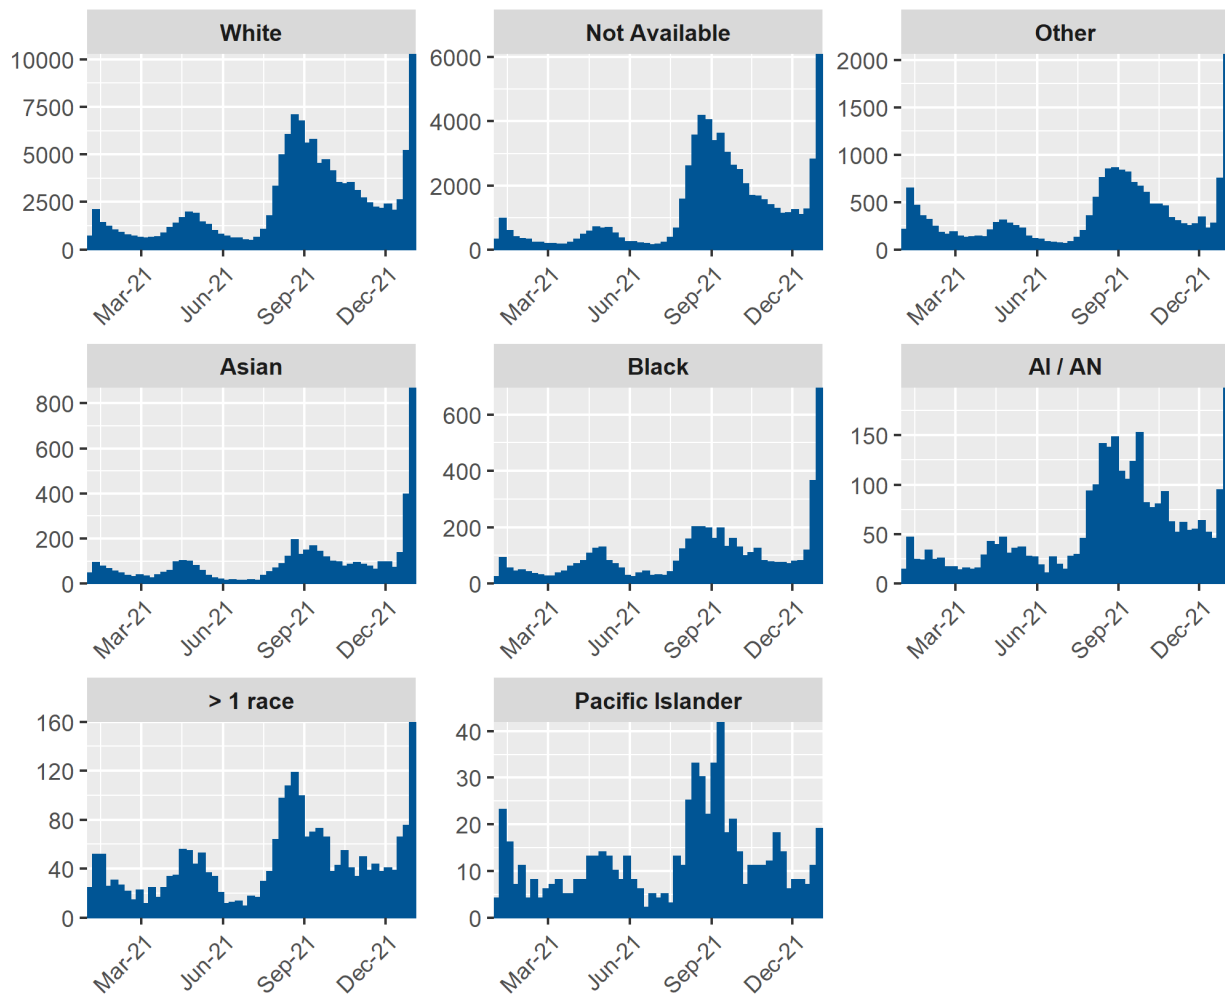 White
Not Available
Other
10000
7500
5000
2500
0
Mar-21
Jun-21
Sep-21
Dec-21
6000
4000
2000
0
Mar-21
Jun-21
Sep-21
Dec-21
2000
1500
1000
500
0
Mar-21
Jun-21
Sep-21
Dec-21
Asian
Black
AI / AN
800
600
400
200
0
Mar-21
Jun-21
Sep-21
Dec-21
600
400
200
0
Mar-21
Jun-21
Sep-21
Dec-21
150
100
50
0
Mar-21
Jun-21
Sep-21
Dec-21
> 1 race
Pacific Islander
160
120
80
40
0
Mar-21
Jun-21
Sep-21
Dec-21
40
30
20
10
0
Mar-21
Jun-21
Sep-21
Dec-21